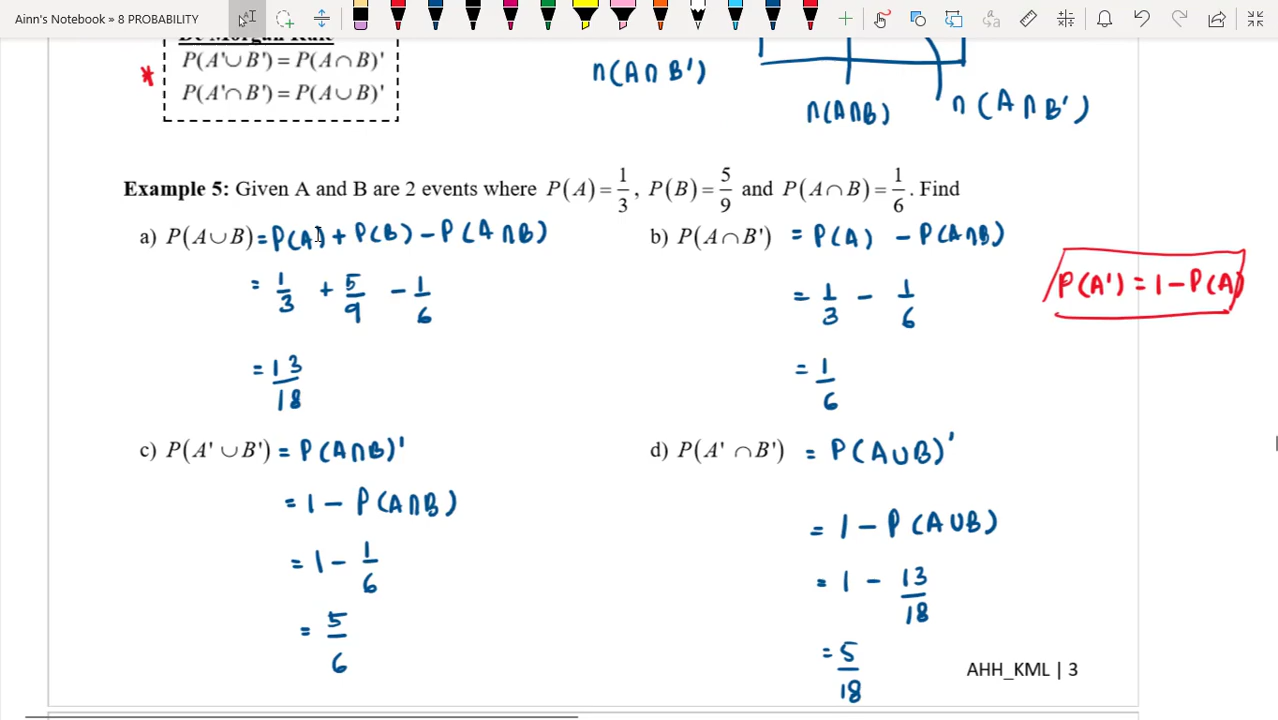 Ainn's Notebook » 8 PROBABILITY
De Morgan Rule
P(A'∪B') = P(A∩B)'
* P(A'∩B') = P(A∪B)'
n(A∩B')
n(A∩B)
n(A∩B')
Example 5: Given A and B are 2 events where P(A) = 1/3, P(B) = 5/9 and P(A∩B) = 1/6. Find
a) P(A∪B) = P(A) + P(B) − P(A∩B)
= 1/3 + 5/9 − 1/6
= 13/18
b) P(A∩B') = P(A) − P(A∩B)
= 1/3 − 1/6
= 1/6
P(A') = 1 − P(A)
c) P(A'∪B') = P(A∩B)'
= 1 − P(A∩B)
= 1 − 1/6
= 5/6
d) P(A'∩B') = P(A∪B)'
= 1 − P(A∪B)
= 1 − 13/18
= 5/18
AHH_KML | 3